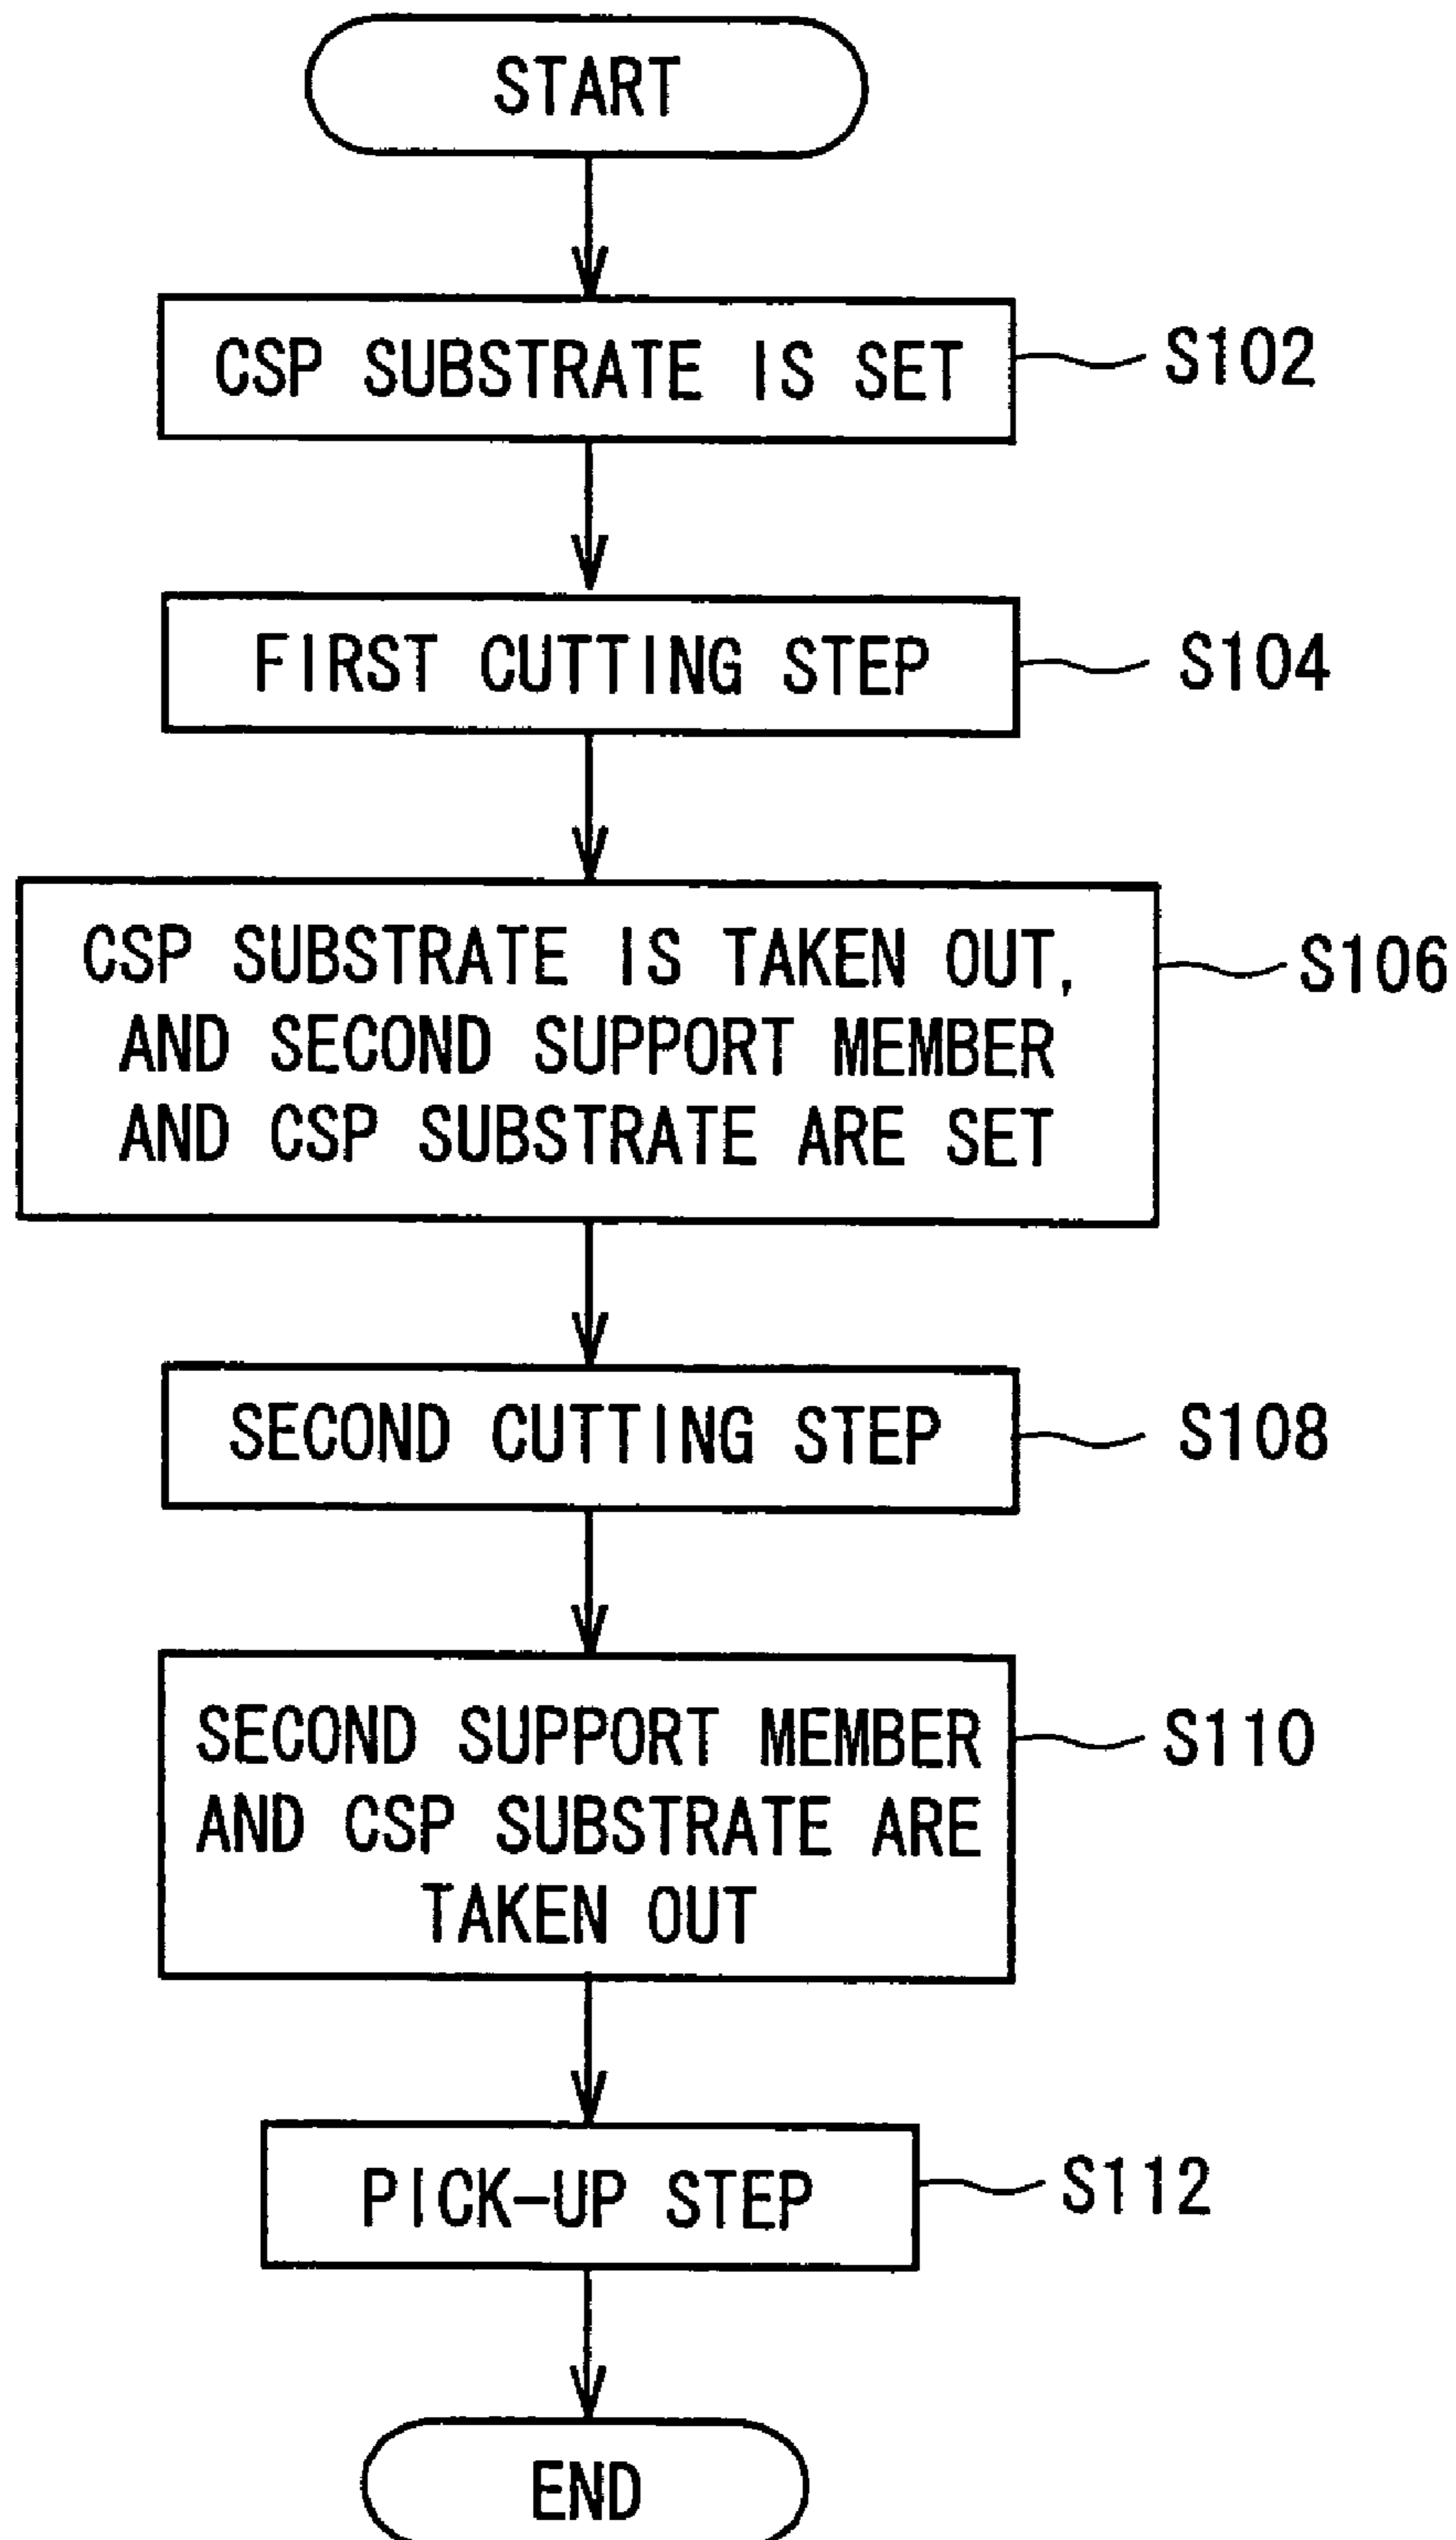 START
CSP SUBSTRATE IS SET
S102
FIRST CUTTING STEP
S104
CSP SUBSTRATE IS TAKEN OUT,
AND SECOND SUPPORT MEMBER
AND CSP SUBSTRATE ARE SET
S106
SECOND CUTTING STEP
S108
SECOND SUPPORT MEMBER
AND CSP SUBSTRATE ARE
TAKEN OUT
S110
PICK-UP STEP
S112
END